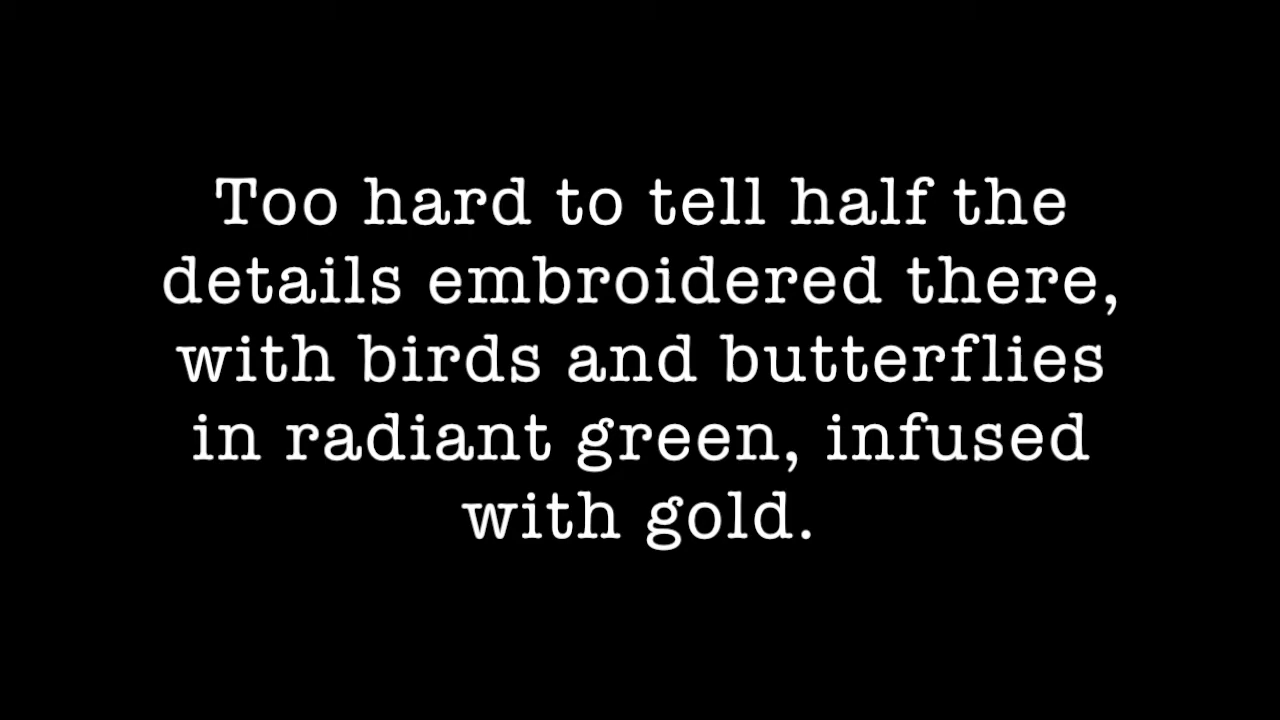 Too hard to tell half the
details embroidered there,
with birds and butterflies
in radiant green, infused
with gold.